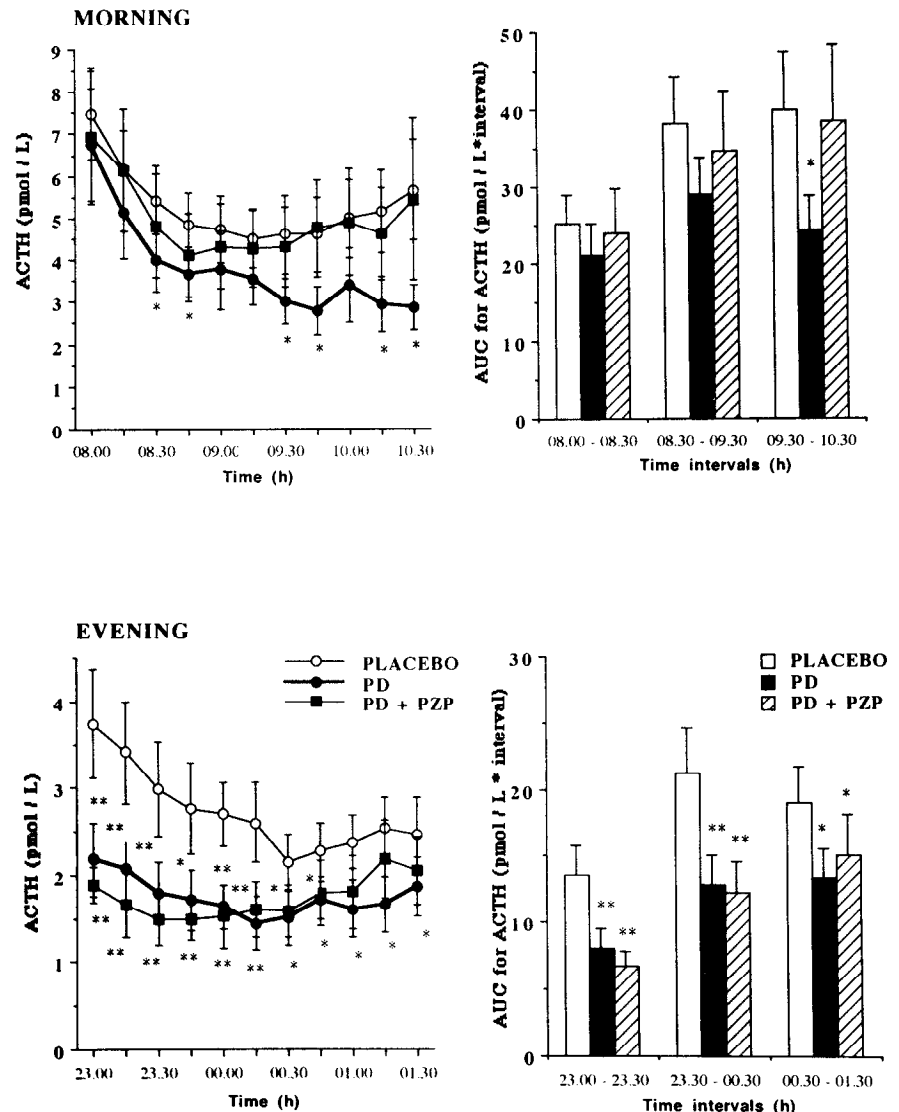 MORNING
ACTH (pmol / L)
9
8
7
6
5
4
3
2
1
0
* * * * * *
08.00 08.30 09.00 09.30 10.00 10.30
Time (h)
AUC for ACTH (pmol / L*interval)
50
40
30
20
10
0
*
08.00 - 08.30 08.30 - 09.30 09.30 - 10.30
Time intervals (h)
EVENING
PLACEBO
PD
PD + PZP
ACTH (pmol / L)
4
3
2
1
0
** ** ** * ** ** * *
** ** ** ** ** ** * * * * *
23.00 23.30 00.00 00.30 01.00 01.30
Time (h)
PLACEBO
PD
PD + PZP
AUC for ACTH (pmol / L * interval)
30
20
10
0
** ** ** ** * *
23.00 - 23.30 23.30 - 00.30 00.30 - 01.30
Time intervals (h)